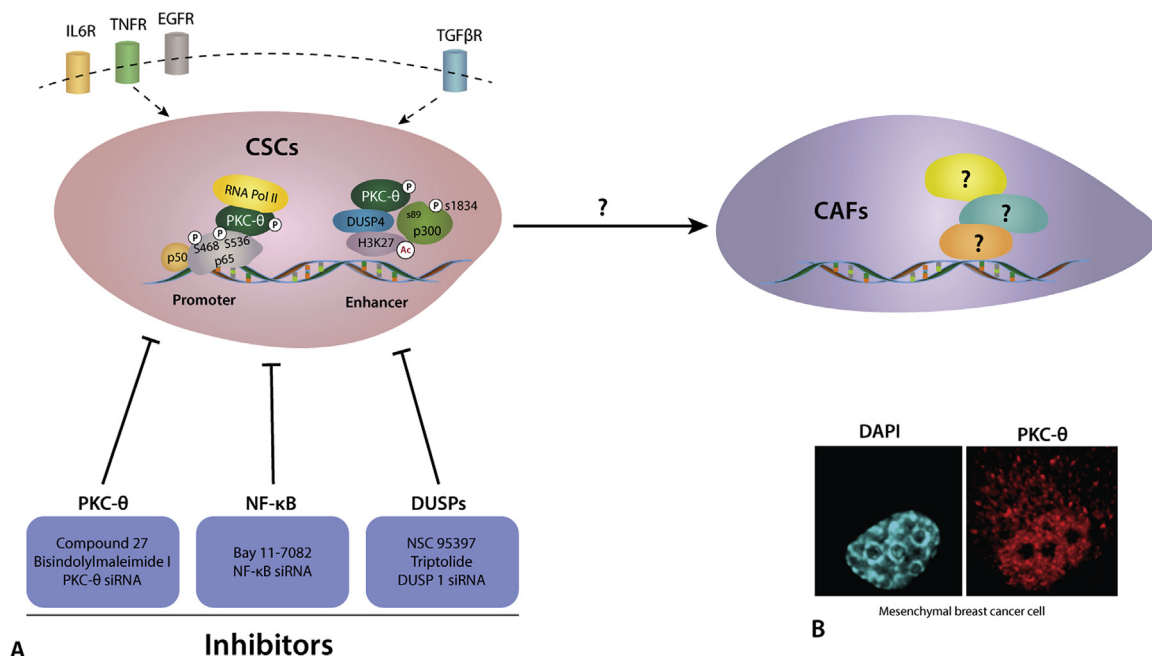 IL6R
TNFR
EGFR
TGFβR
CSCs
RNA Pol II
PKC-θ
P
P
P
S468
S536
p50
p65
Promoter
PKC-θ
P
DUSP4
H3K27
Ac
P
s1834
s89
p300
Enhancer
?
CAFs
?
?
?
PKC-θ
Compound 27
Bisindolylmaleimide I
PKC-θ siRNA
NF-κB
Bay 11-7082
NF-κB siRNA
DUSPs
NSC 95397
Triptolide
DUSP 1 siRNA
Inhibitors
A
DAPI
PKC-θ
Mesenchymal breast cancer cell
B